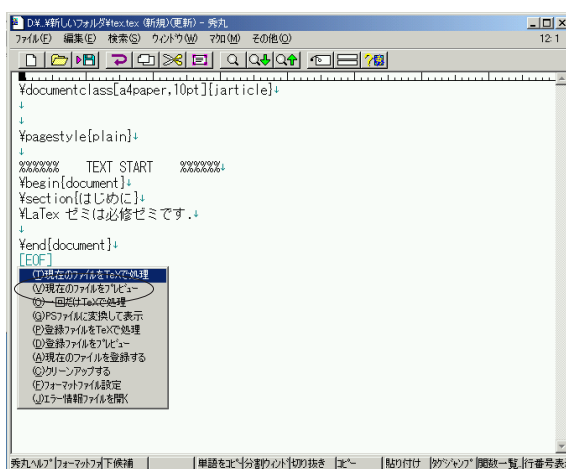 D:¥..¥新しいフォルダ¥tex.tex (新規)(更新) - 秀丸
ファイル(F) 編集(E) 検索(S) ウィンドウ(W) マクロ(M) その他(O) 12:1
¥documentclass[a4paper,10pt][jarticle}↓
↓
↓
¥pagestyle{plain}↓
↓
%%%%%% TEXT START %%%%%%↓
¥begin{document}↓
¥section{はじめに}↓
¥LaTex ゼミは必修ゼミです.↓
↓
¥end{document}↓
[EOF]
(T)現在のファイルをTeXで処理
(V)現在のファイルをプレビュー
(O)一回だけTeXで処理
(G)PSファイルに変換して表示
(P)登録ファイルをTeXで処理
(D)登録ファイルをプレビュー
(A)現在のファイルを登録する
(C)クリーンアップする
(F)フォーマットファイル設定
(J)エラー情報ファイルを開く
秀丸ヘルプ フォーマットファ 下候補 単語をコピ 分割ウィンド 切り抜き コピー 貼り付け タグジャンプ 関数一覧. 行番号表